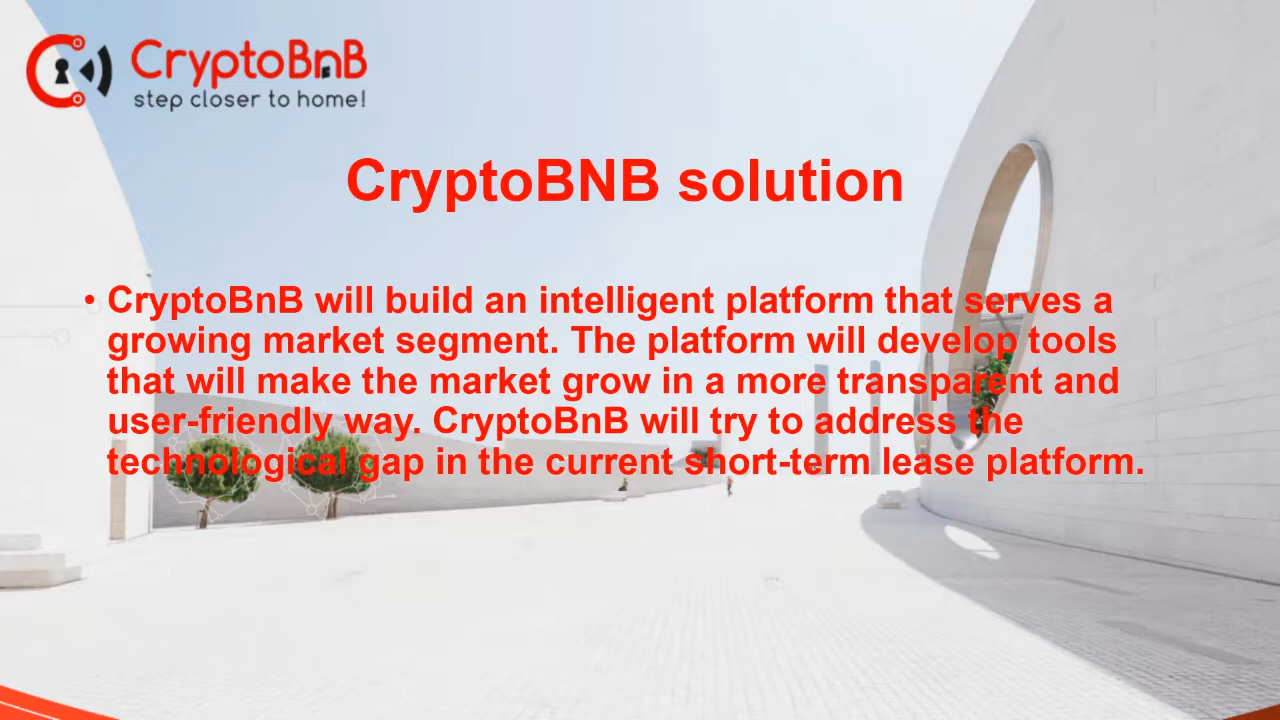 CryptoBnB
step closer to home!
CryptoBNB solution
• CryptoBnB will build an intelligent platform that serves a
growing market segment. The platform will develop tools
that will make the market grow in a more transparent and
user-friendly way. CryptoBnB will try to address the
technological gap in the current short-term lease platform.